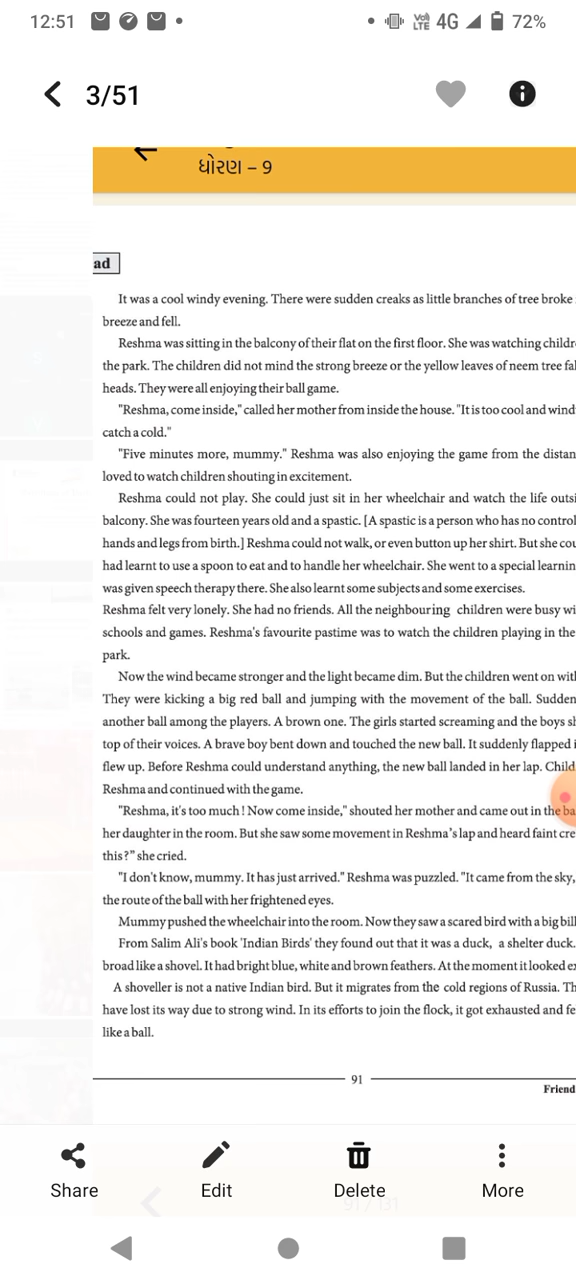 12:51 VoI LTE 4G 72%
3/51
ધોરણ – 9
ad
It was a cool windy evening. There were sudden creaks as little branches of tree broke
breeze and fell.
Reshma was sitting in the balcony of their flat on the first floor. She was watching childr
the park. The children did not mind the strong breeze or the yellow leaves of neem tree fa
heads. They were all enjoying their ball game.
"Reshma, come inside," called her mother from inside the house. "It is too cool and wind
catch a cold."
"Five minutes more, mummy." Reshma was also enjoying the game from the distan
loved to watch children shouting in excitement.
Reshma could not play. She could just sit in her wheelchair and watch the life outsi
balcony. She was fourteen years old and a spastic. [A spastic is a person who has no control
hands and legs from birth.] Reshma could not walk, or even button up her shirt. But she cou
had learnt to use a spoon to eat and to handle her wheelchair. She went to a special learnin
was given speech therapy there. She also learnt some subjects and some exercises.
Reshma felt very lonely. She had no friends. All the neighbouring children were busy wi
schools and games. Reshma's favourite pastime was to watch the children playing in the
park.
Now the wind became stronger and the light became dim. But the children went on with
They were kicking a big red ball and jumping with the movement of the ball. Sudden
another ball among the players. A brown one. The girls started screaming and the boys sh
top of their voices. A brave boy bent down and touched the new ball. It suddenly flapped i
flew up. Before Reshma could understand anything, the new ball landed in her lap. Child
Reshma and continued with the game.
"Reshma, it's too much! Now come inside," shouted her mother and came out in the ba
her daughter in the room. But she saw some movement in Reshma's lap and heard faint cre
this?" she cried.
"I don't know, mummy. It has just arrived." Reshma was puzzled. "It came from the sky,
the route of the ball with her frightened eyes.
Mummy pushed the wheelchair into the room. Now they saw a scared bird with a big bill
From Salim Ali's book 'Indian Birds' they found out that it was a duck, a shelter duck.
broad like a shovel. It had bright blue, white and brown feathers. At the moment it looked ex
A shoveller is not a native Indian bird. But it migrates from the cold regions of Russia. Th
have lost its way due to strong wind. In its efforts to join the flock, it got exhausted and fe
like a ball.
91
Friend
Share Edit Delete More
91 / 131